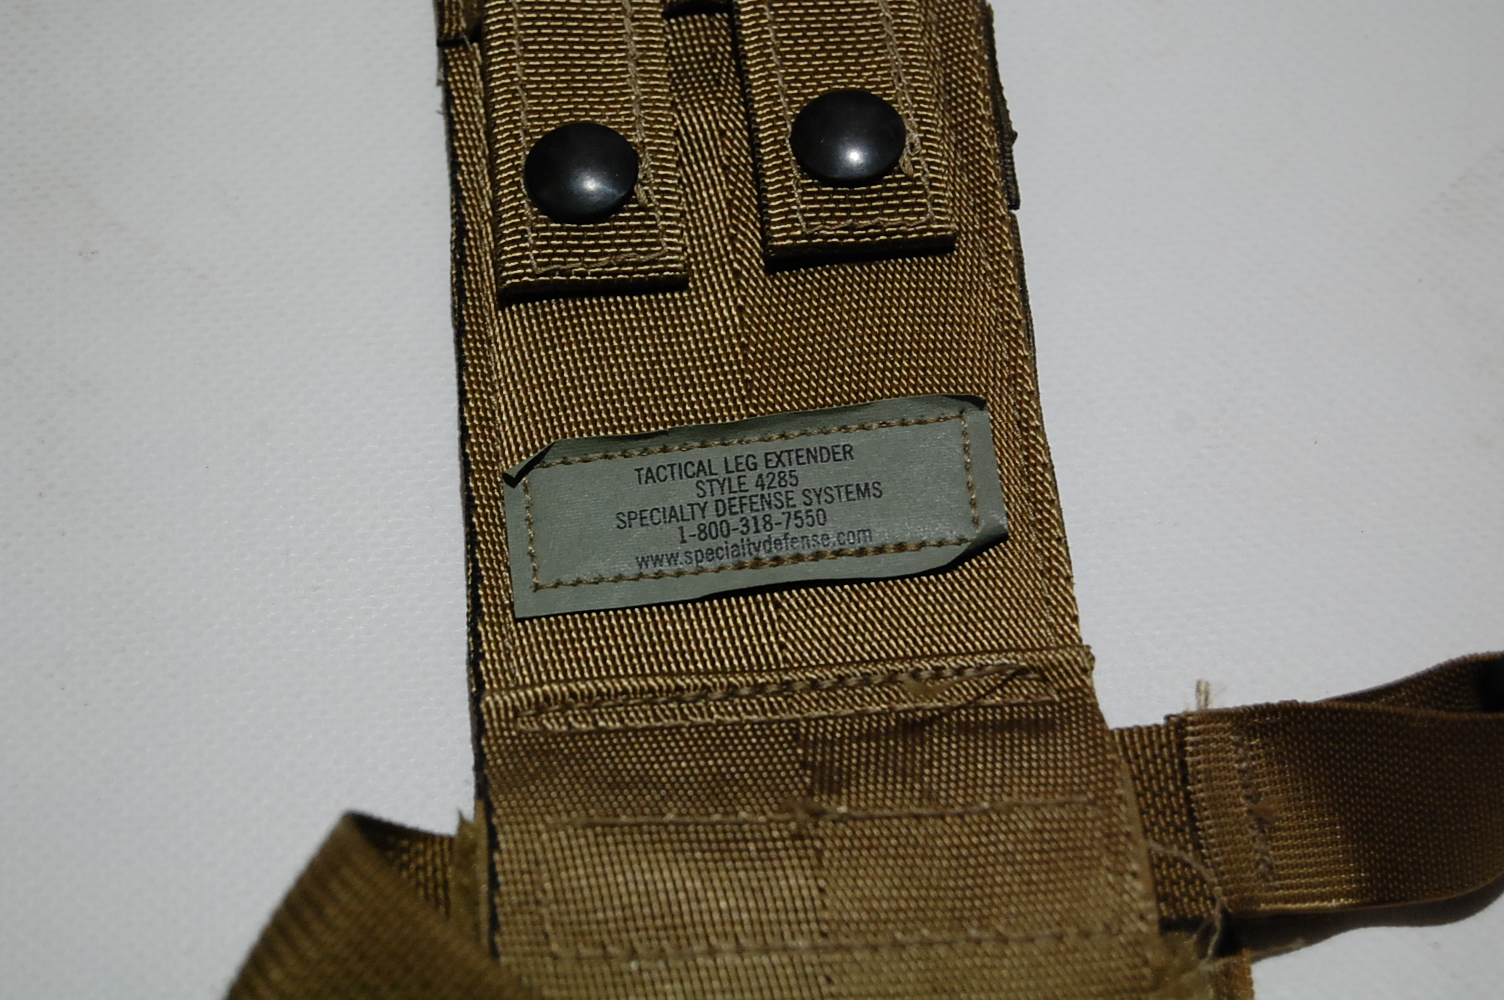 TACTICAL LEG EXTENDER
STYLE 4285
SPECIALTY DEFENSE SYSTEMS
1-800-318-7550
www.specialtydefense.com